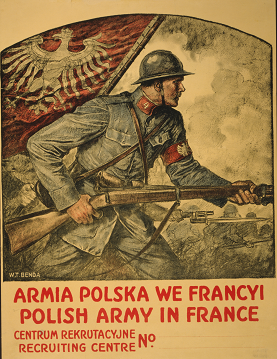 W.T. BENDA
ARMIA POLSKA WE FRANCYI
POLISH ARMY IN FRANCE
CENTRUM REKRUTACYJNE
RECRUITING CENTRE
No.